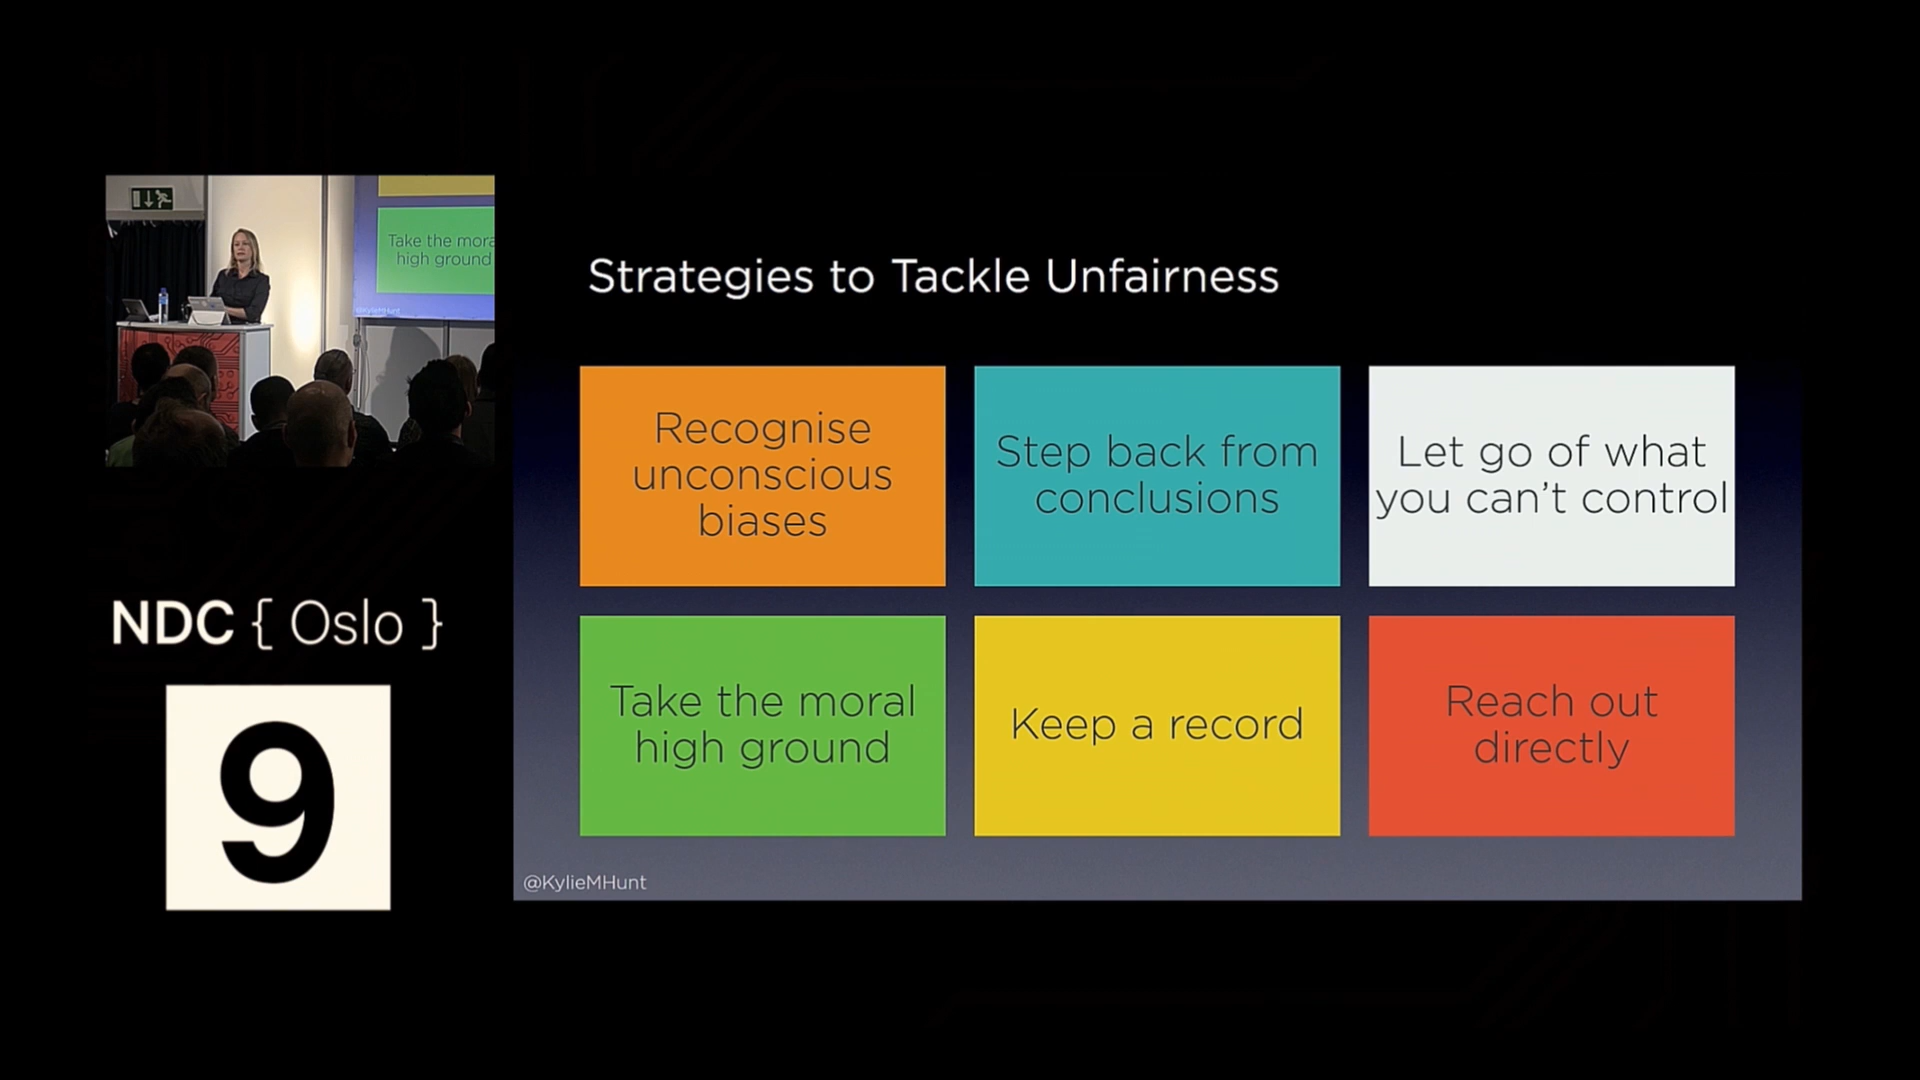 Take the mora
high ground
@KylieMHunt
NDC { Oslo }
9
Strategies to Tackle Unfairness
Recognise
unconscious
biases
Step back from
conclusions
Let go of what
you can't control
Take the moral
high ground
Keep a record
Reach out
directly
@KylieMHunt